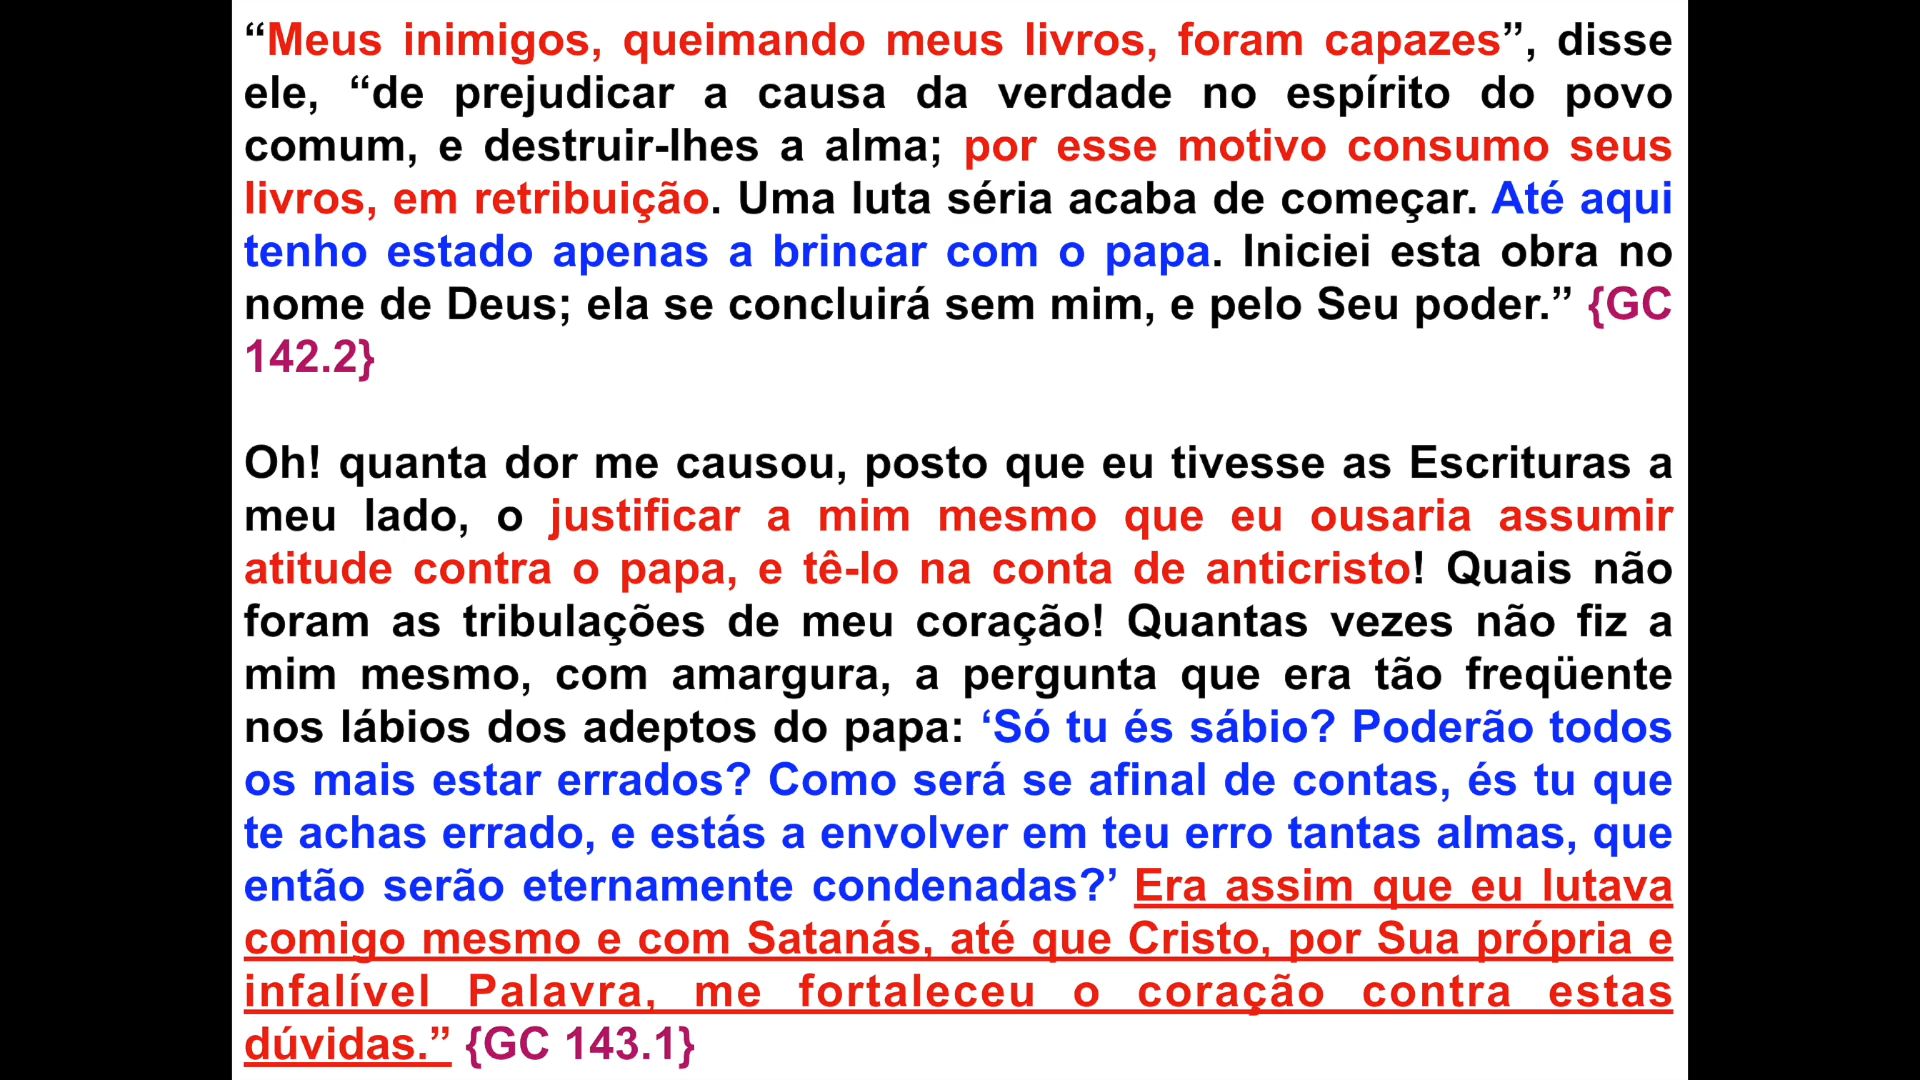 “Meus inimigos, queimando meus livros, foram capazes”, disse
ele, “de prejudicar a causa da verdade no espírito do povo
comum, e destruir-lhes a alma; por esse motivo consumo seus
livros, em retribuição. Uma luta séria acaba de começar. Até aqui
tenho estado apenas a brincar com o papa. Iniciei esta obra no
nome de Deus; ela se concluirá sem mim, e pelo Seu poder.” {GC
142.2}
Oh! quanta dor me causou, posto que eu tivesse as Escrituras a
meu lado, o justificar a mim mesmo que eu ousaria assumir
atitude contra o papa, e tê-lo na conta de anticristo! Quais não
foram as tribulações de meu coração! Quantas vezes não fiz a
mim mesmo, com amargura, a pergunta que era tão freqüente
nos lábios dos adeptos do papa: ‘Só tu és sábio? Poderão todos
os mais estar errados? Como será se afinal de contas, és tu que
te achas errado, e estás a envolver em teu erro tantas almas, que
então serão eternamente condenadas?’ Era assim que eu lutava
comigo mesmo e com Satanás, até que Cristo, por Sua própria e
infalível Palavra, me fortaleceu o coração contra estas
dúvidas.” {GC 143.1}